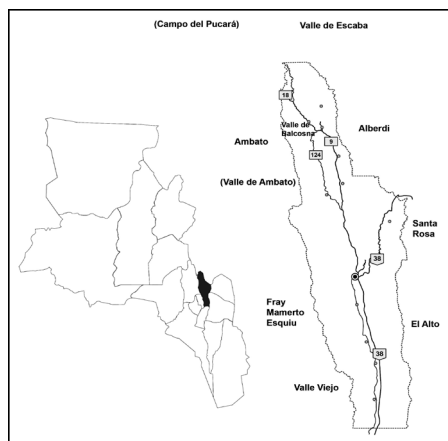 (Campo del Pucará)
Valle de Escaba
18
Valle de
Balcosna
Alberdi
Ambato
9
124
(Valle de Ambato)
Santa
Rosa
38
Fray
Mamerto
Esquiu
El Alto
38
Valle Viejo